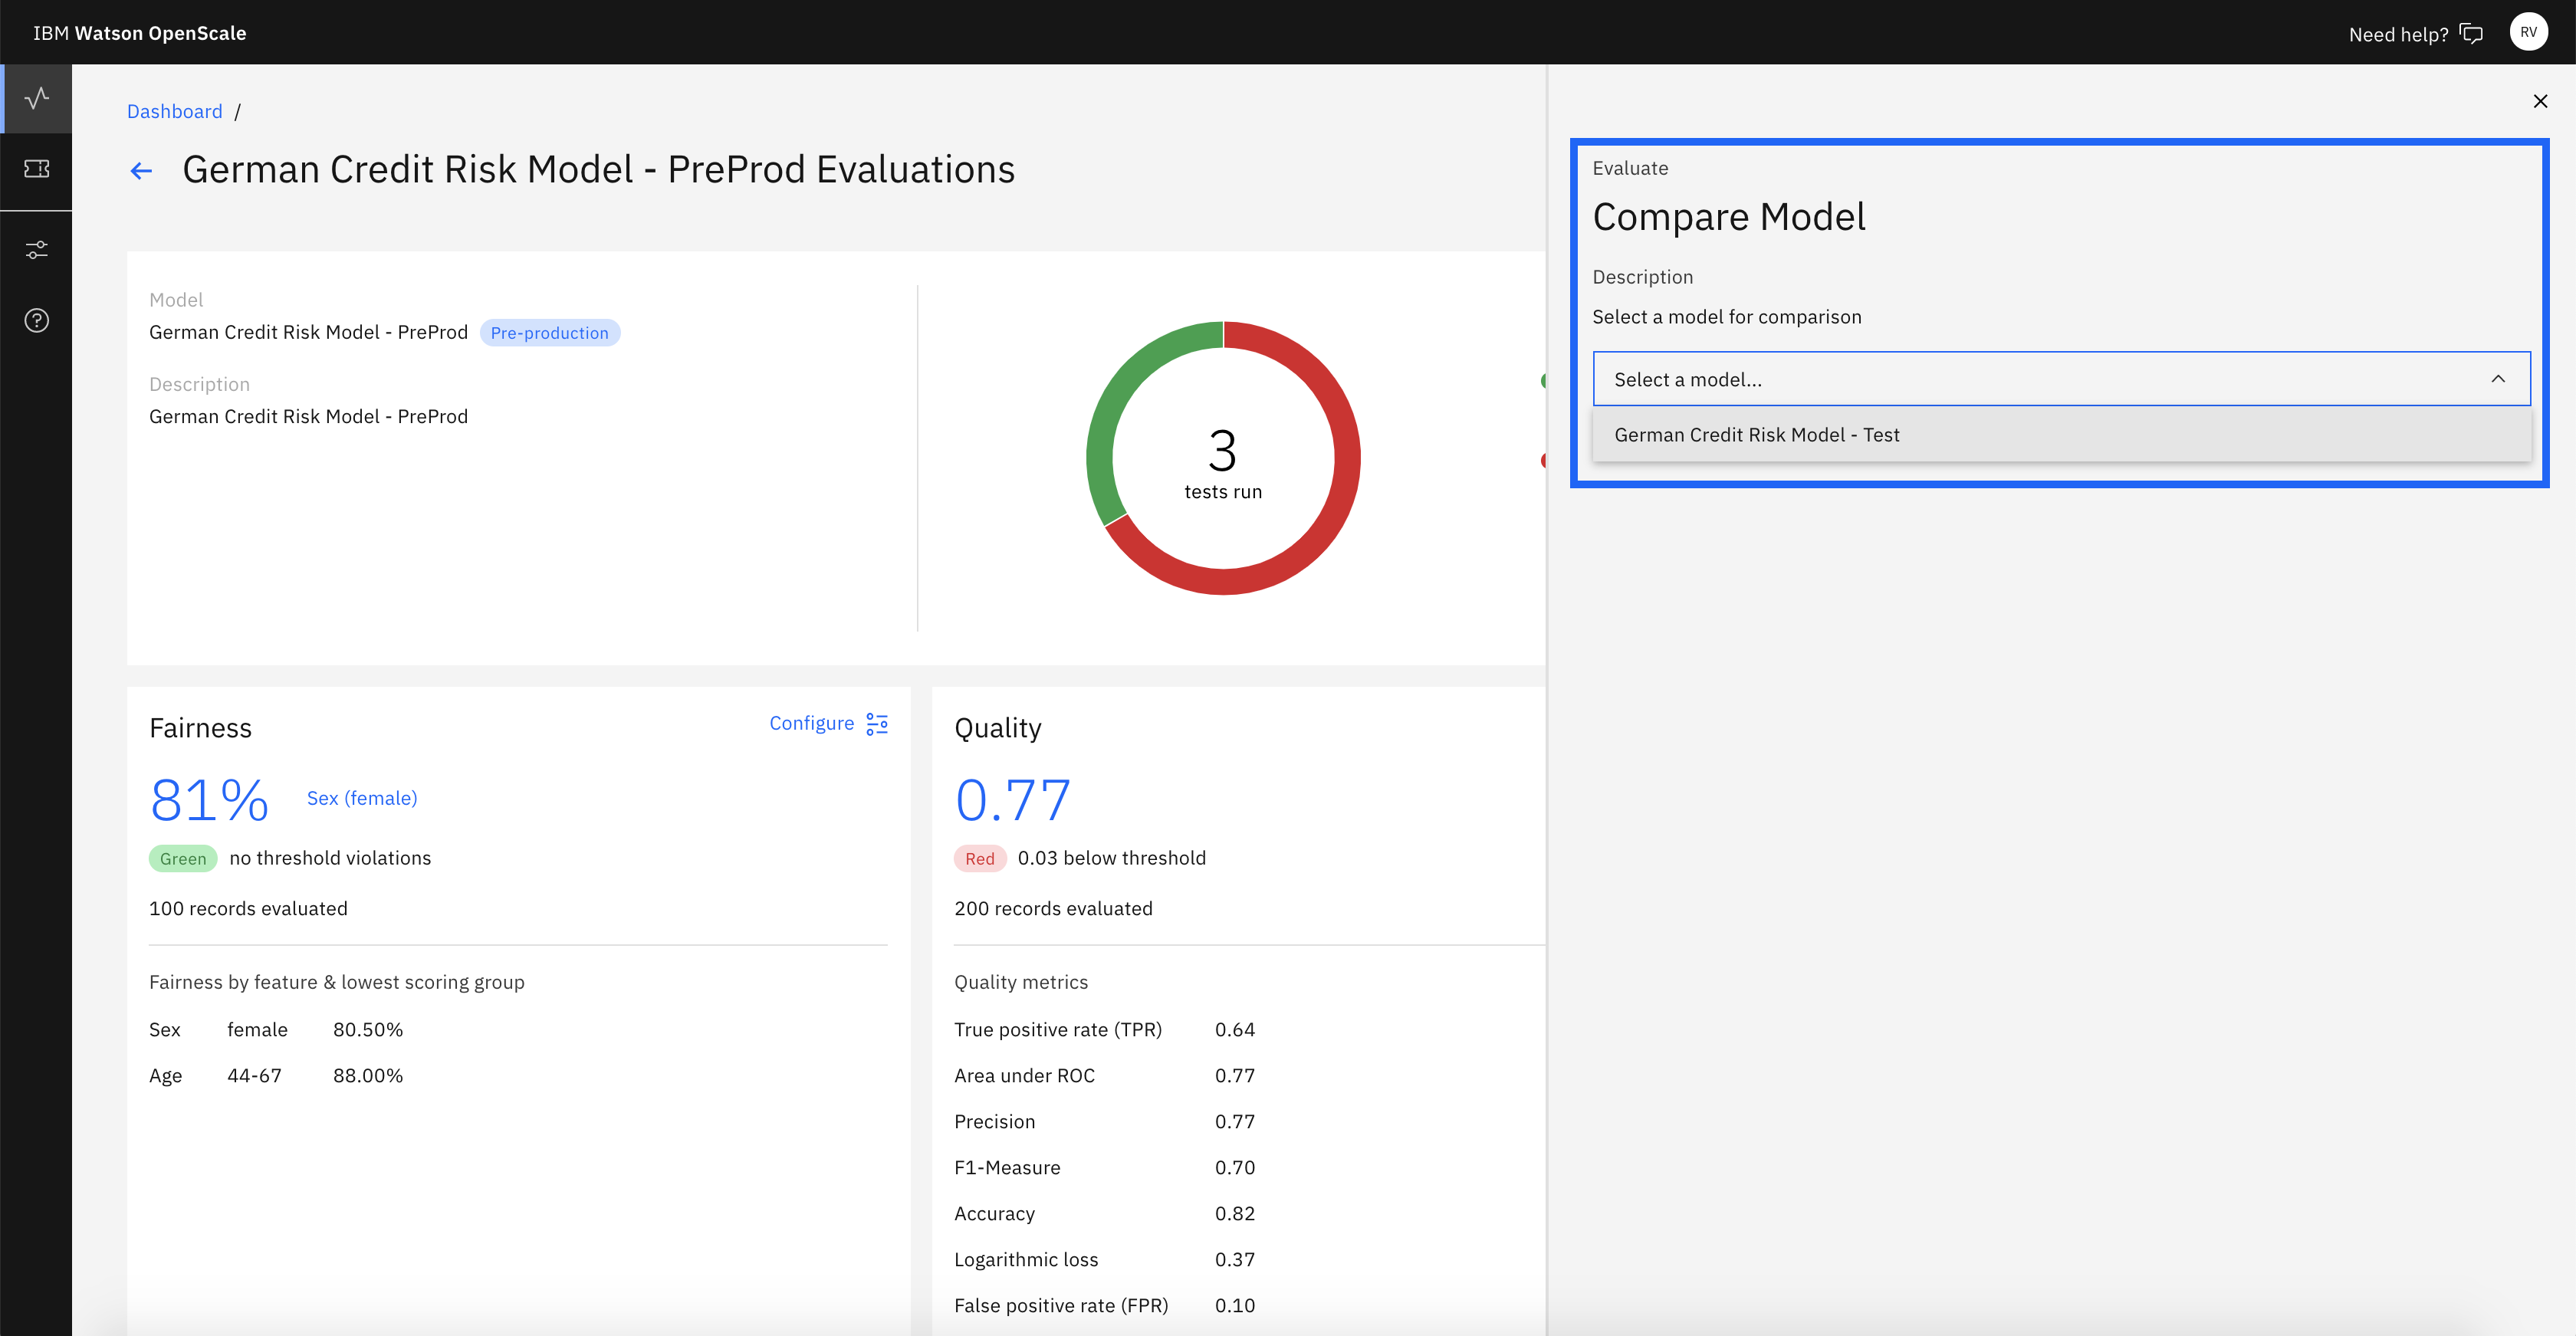 IBM Watson OpenScale
Need help?
RV
Dashboard /
German Credit Risk Model - PreProd Evaluations
Model
German Credit Risk Model - PreProd Pre-production
Description
German Credit Risk Model - PreProd
3
tests run
Fairness
Configure
81% Sex (female)
Green no threshold violations
100 records evaluated
Fairness by feature & lowest scoring group
Sex female 80.50%
Age 44-67 88.00%
Quality
0.77
Red 0.03 below threshold
200 records evaluated
Quality metrics
True positive rate (TPR) 0.64
Area under ROC 0.77
Precision 0.77
F1-Measure 0.70
Accuracy 0.82
Logarithmic loss 0.37
False positive rate (FPR) 0.10
Evaluate
Compare Model
Description
Select a model for comparison
Select a model...
German Credit Risk Model - Test